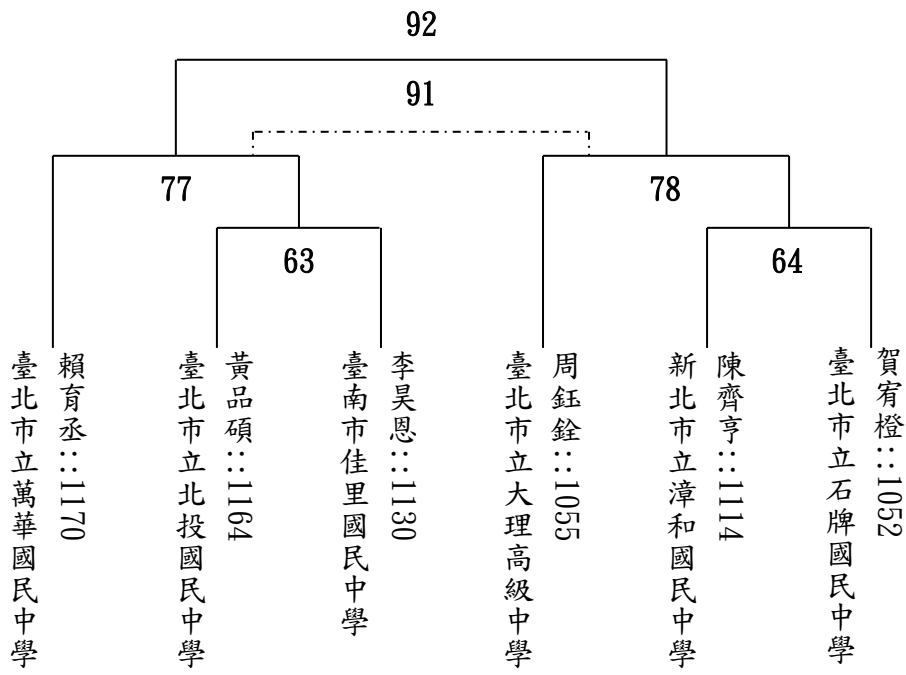 92
91
77
78
63
64
賴育丞::1170
臺北市立萬華國民中學
黃品碩::1164
臺北市立北投國民中學
李昊恩::1130
臺南市佳里國民中學
周鈺銓::1055
臺北市立大理高級中學
陳齊亨::1114
新北市立漳和國民中學
賀宥橙::1052
臺北市立石牌國民中學